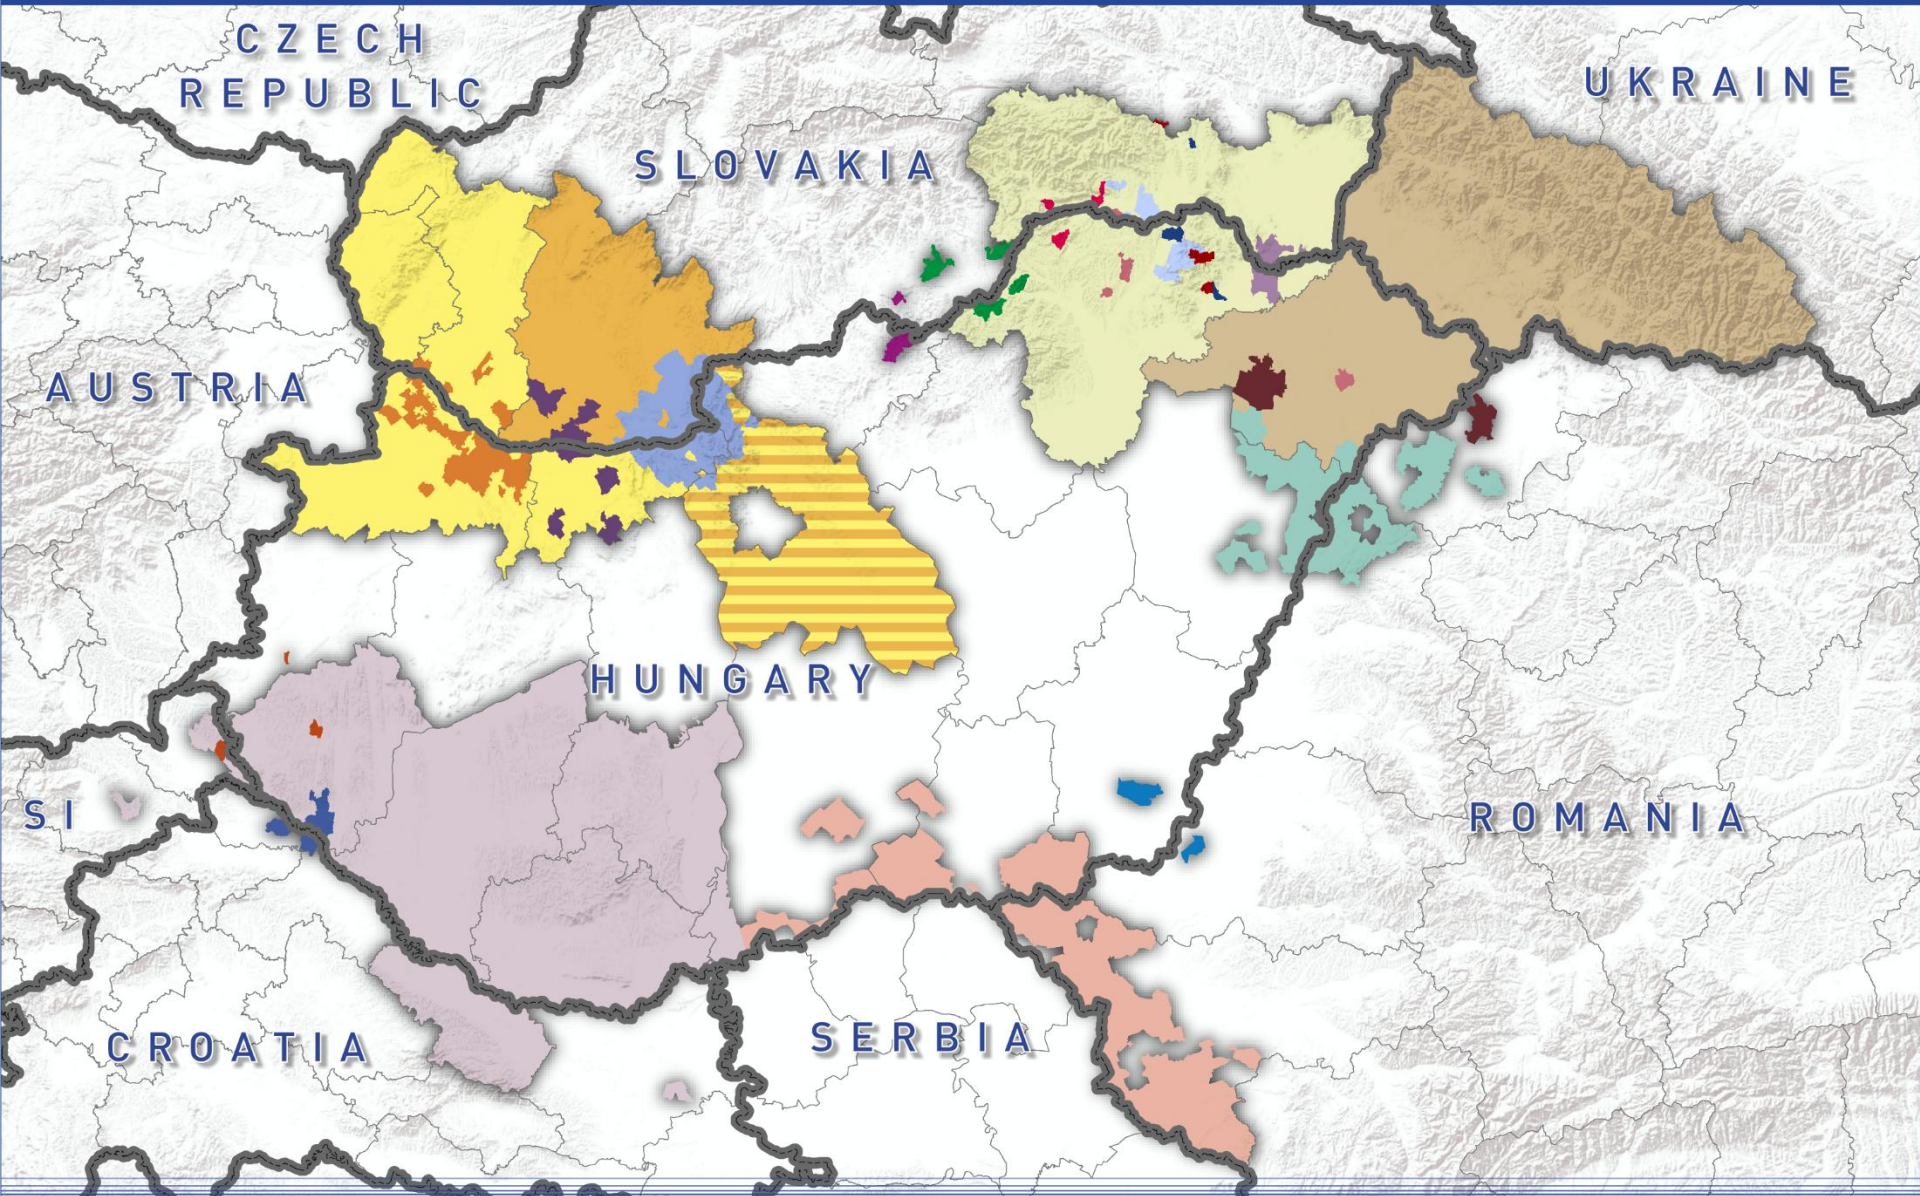 CZECH
REPUBLIC
UKRAINE
SLOVAKIA
AUSTRIA
HUNGARY
SI
ROMANIA
CROATIA
SERBIA